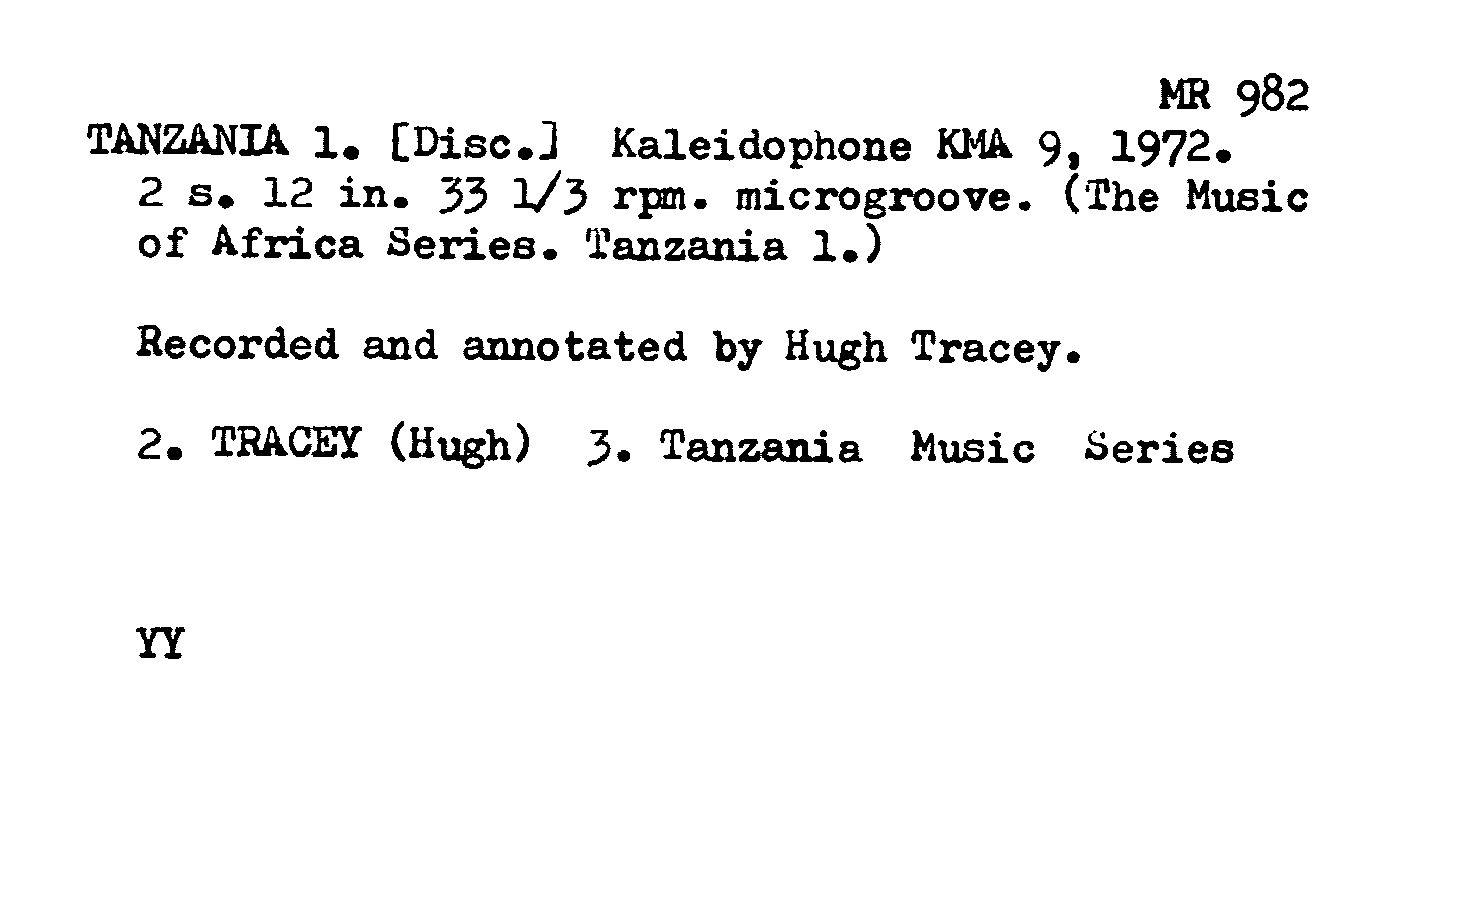 MR 982
TANZANIA 1. [Disc.] Kaleidophone KMA 9, 1972.
2 s. 12 in. 33 1/3 rpm. microgroove. (The Music
of Africa Series. Tanzania 1.)
Recorded and annotated by Hugh Tracey.
2. TRACEY (Hugh) 3. Tanzania Music Series
YY